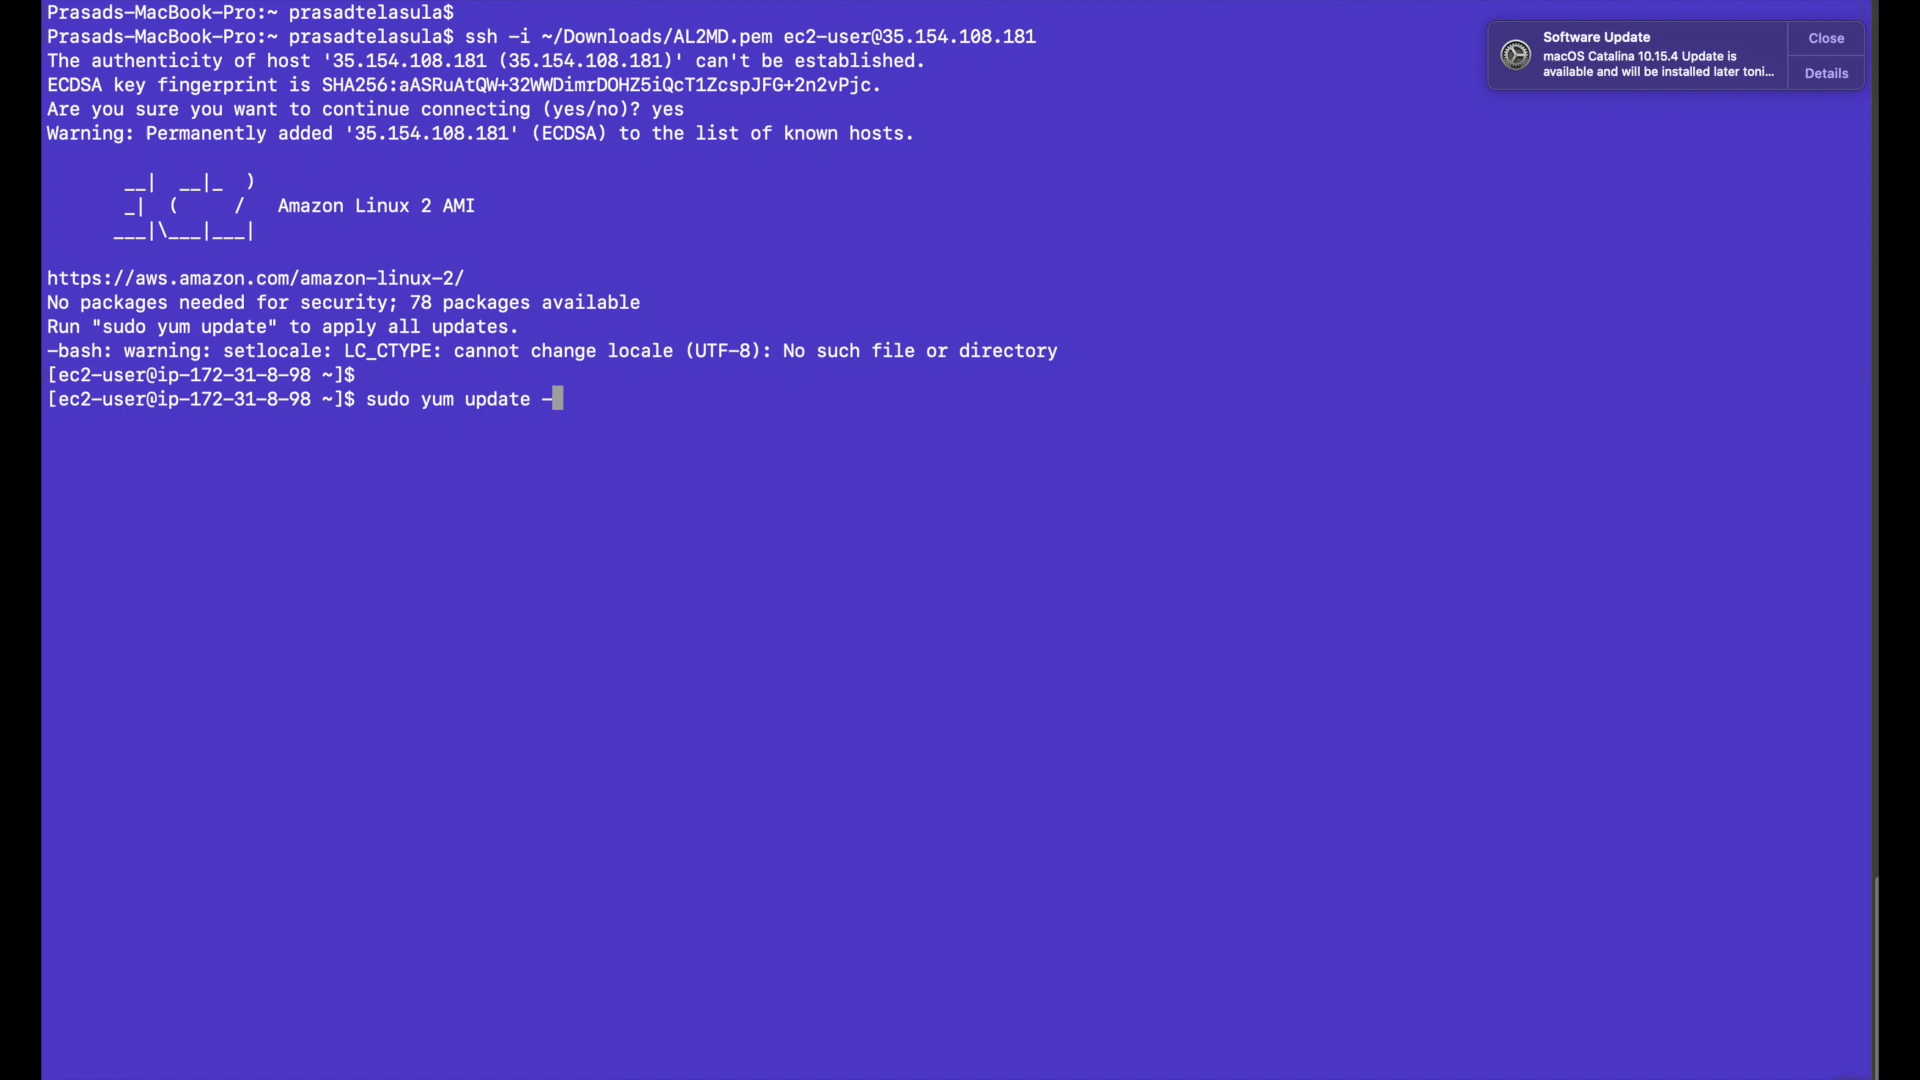 Prasads-MacBook-Pro:~ prasadtelasula$
Prasads-MacBook-Pro:~ prasadtelasula$ ssh -i ~/Downloads/AL2MD.pem ec2-user@35.154.108.181
The authenticity of host '35.154.108.181 (35.154.108.181)' can't be established.
ECDSA key fingerprint is SHA256:aASRuAtQW+32WWDimrDOHZ5iQcT1ZcspJFG+2n2vPjc.
Are you sure you want to continue connecting (yes/no)? yes
Warning: Permanently added '35.154.108.181' (ECDSA) to the list of known hosts.
       __|  __|_  )
       _|  (     /   Amazon Linux 2 AMI
      ___|\___|___|
https://aws.amazon.com/amazon-linux-2/
No packages needed for security; 78 packages available
Run "sudo yum update" to apply all updates.
-bash: warning: setlocale: LC_CTYPE: cannot change locale (UTF-8): No such file or directory
[ec2-user@ip-172-31-8-98 ~]$
[ec2-user@ip-172-31-8-98 ~]$ sudo yum update -
Software Update
macOS Catalina 10.15.4 Update is
available and will be installed later toni...
Close
Details